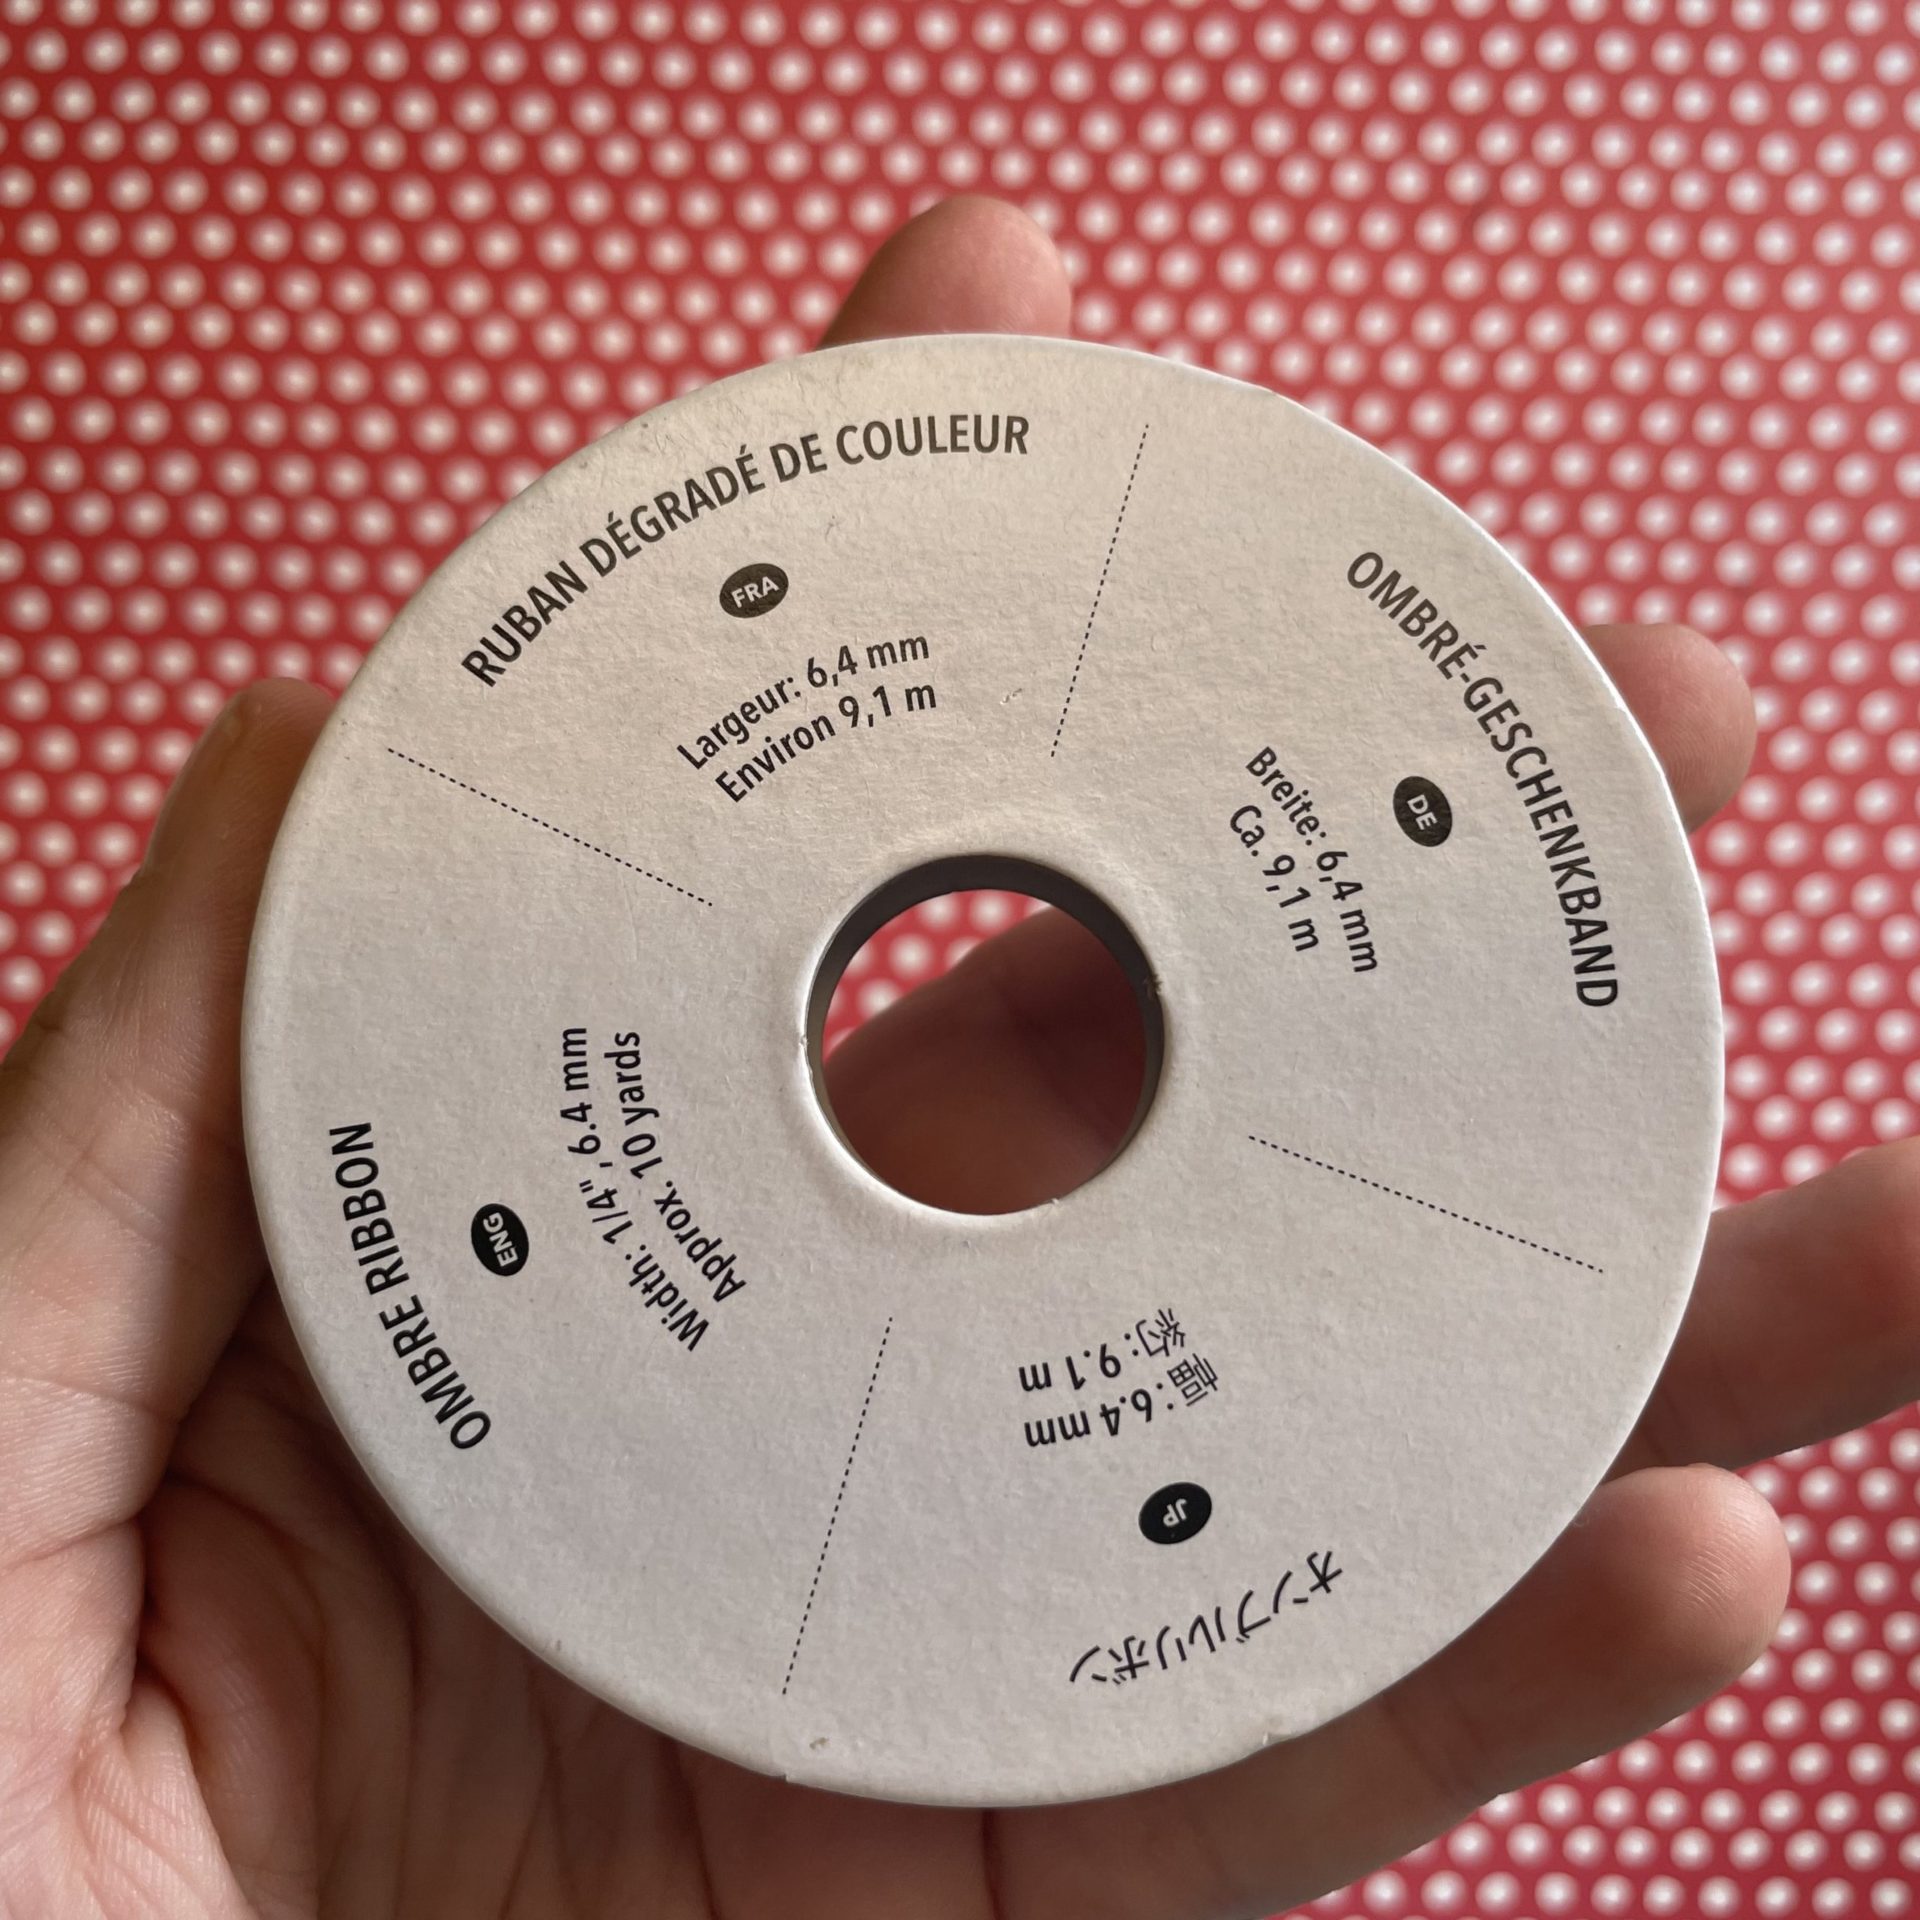 RUBAN DÉGRADÉ DE COULEUR
FRA
Largeur: 6,4 mm
Environ 9,1 m
OMBRÉ-GESCHENKBAND
DE
Breite: 6,4 mm
Ca. 9,1 m
オンブルリボン
JP
幅: 6.4 mm
約: 9.1 m
OMBRE RIBBON
ENG
Width: 1/4", 6.4 mm
Approx. 10 yards